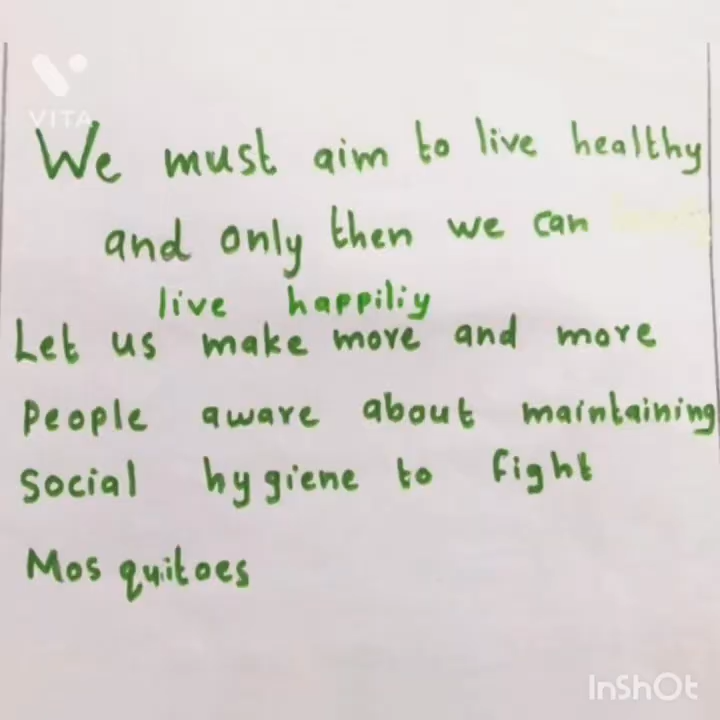 VITA
We must aim to live healthy
and only then we can
live happiliy
Let us make more and more
People aware about maintaining
Social hygiene to fight
Mosquitoes
InShOt